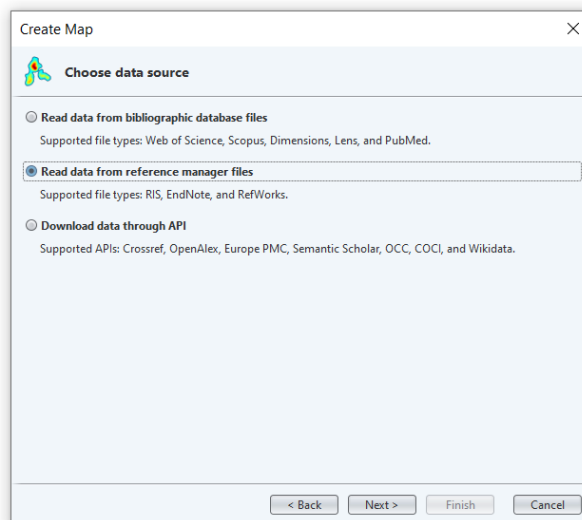 Create Map
Choose data source
Read data from bibliographic database files
Supported file types: Web of Science, Scopus, Dimensions, Lens, and PubMed.
Read data from reference manager files
Supported file types: RIS, EndNote, and RefWorks.
Download data through API
Supported APIs: Crossref, OpenAlex, Europe PMC, Semantic Scholar, OCC, COCI, and Wikidata.
< Back Next > Finish Cancel